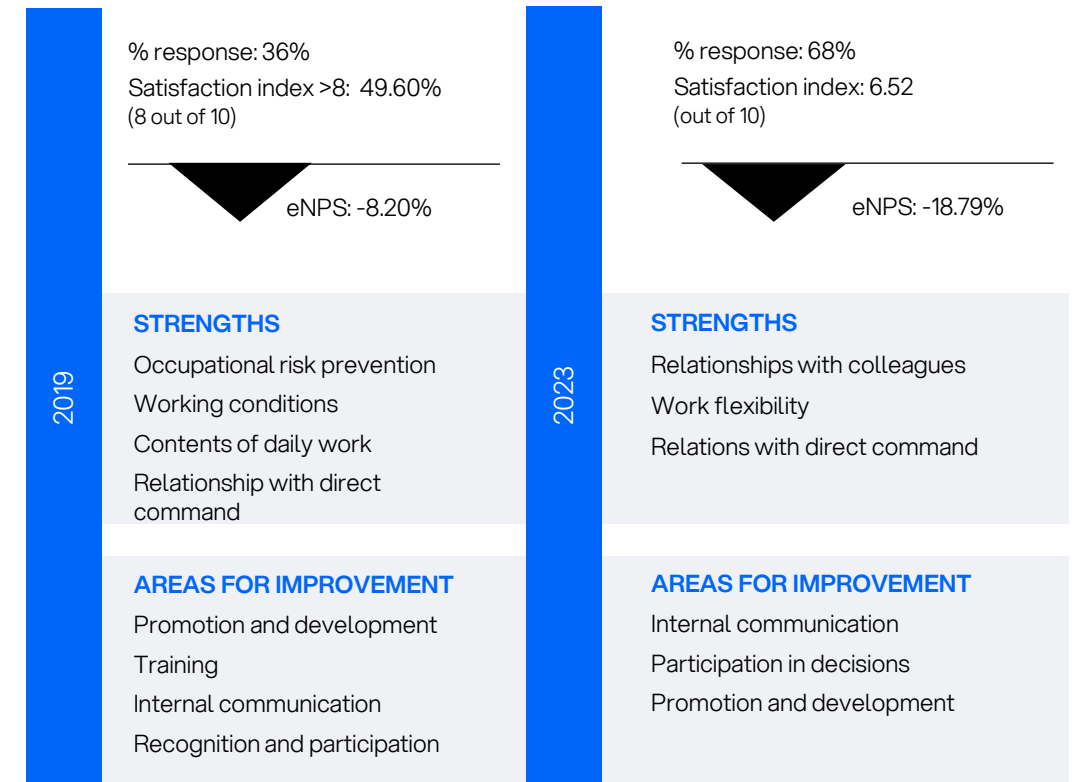 2019
% response: 36%
Satisfaction index >8: 49.60%
(8 out of 10)
eNPS: -8.20%
STRENGTHS
Occupational risk prevention
Working conditions
Contents of daily work
Relationship with direct
command
AREAS FOR IMPROVEMENT
Promotion and development
Training
Internal communication
Recognition and participation
2023
% response: 68%
Satisfaction index: 6.52
(out of 10)
eNPS: -18.79%
STRENGTHS
Relationships with colleagues
Work flexibility
Relations with direct command
AREAS FOR IMPROVEMENT
Internal communication
Participation in decisions
Promotion and development